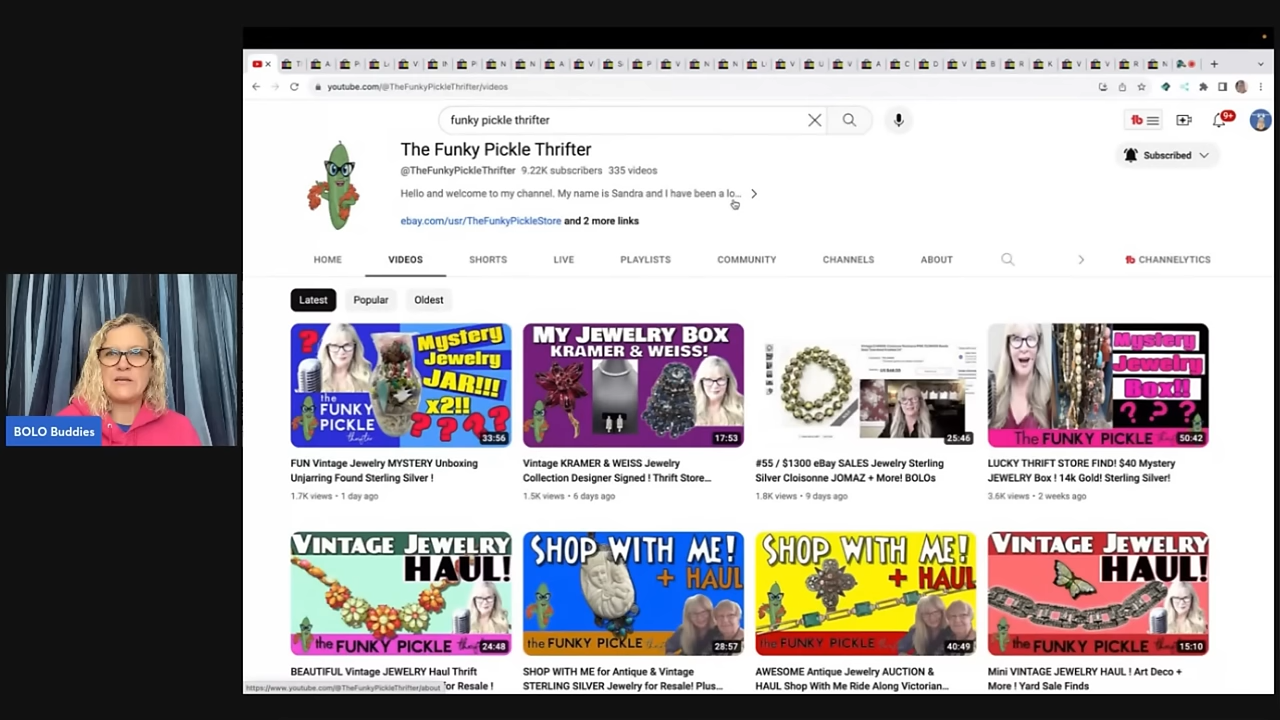 youtube.com/@TheFunkyPickleThrifter/videos
funky pickle thrifter
fb
9+
The Funky Pickle Thrifter
@TheFunkyPickleThrifter 9.22K subscribers 335 videos
Subscribed
Hello and welcome to my channel. My name is Sandra and I have been a lo...
ebay.com/usr/TheFunkyPickleStore and 2 more links
HOME VIDEOS SHORTS LIVE PLAYLISTS COMMUNITY CHANNELS ABOUT fb CHANNELYTICS
Latest Popular Oldest
?
Mystery
Jewelry
JAR!!!
x2!!
????
the
FUNKY
PICKLE
33:56
MY JEWELRY BOX
KRAMER & WEISS!
17:53
25:46
Mystery
Jewelry
Box!!
???
The FUNKY PICKLE
50:42
FUN Vintage Jewelry MYSTERY Unboxing
Unjarring Found Sterling Silver !
1.7K views • 1 day ago
Vintage KRAMER & WEISS Jewelry
Collection Designer Signed ! Thrift Store...
1.5K views • 6 days ago
#55 / $1300 eBay SALES Jewelry Sterling
Silver Cloisonne JOMAZ + More! BOLOs
1.8K views • 9 days ago
LUCKY THRIFT STORE FIND! $40 Mystery
JEWELRY Box ! 14k Gold! Sterling Silver!
3.6K views • 2 weeks ago
BOLO Buddies
VINTAGE JEWELRY
HAUL!
the FUNKY PICKLE
24:48
SHOP WITH ME!
+ HAUL
the FUNKY PICKLE
28:57
SHOP WITH ME!
+ HAUL
the FUNKY PICKLE
40:49
VINTAGE JEWELRY
HAUL!
the FUNKY PICKLE
15:10
BEAUTIFUL Vintage JEWELRY Haul Thrift
for Resale !
SHOP WITH ME for Antique & Vintage
STERLING SILVER Jewelry for Resale! Plus...
AWESOME Antique Jewelry AUCTION &
HAUL Shop With Me Ride Along Victorian...
Mini VINTAGE JEWELRY HAUL ! Art Deco +
More ! Yard Sale Finds
https://www.youtube.com/@TheFunkyPickleThrifter/about